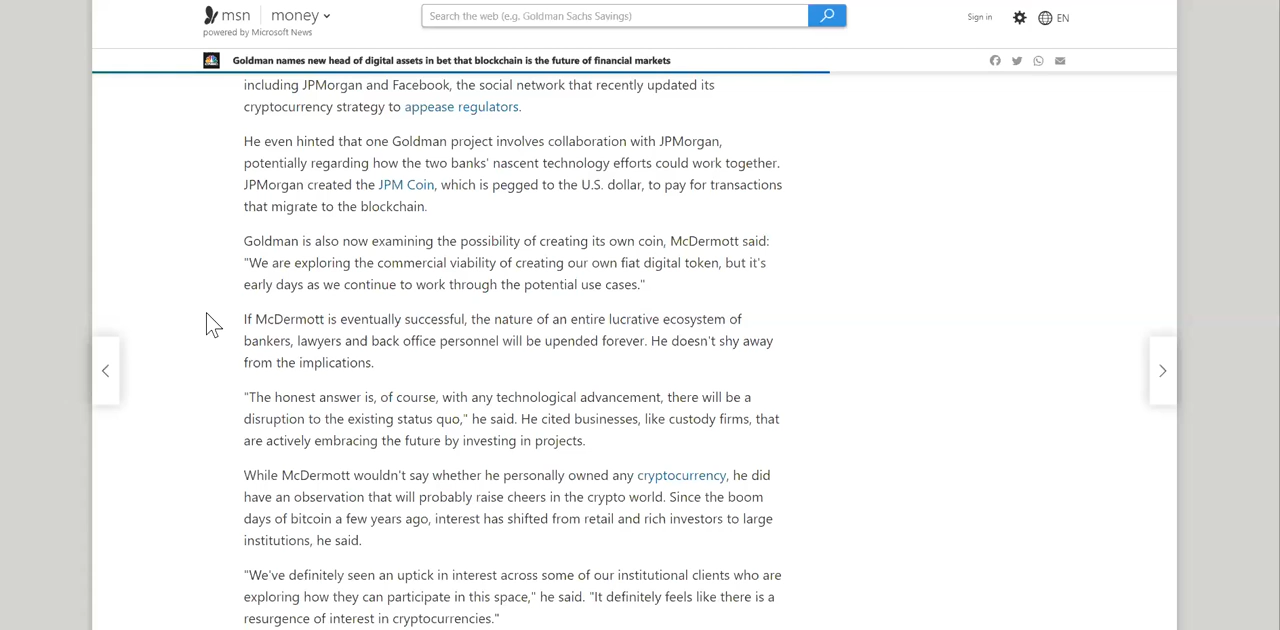 msn money
powered by Microsoft News
Search the web (e.g. Goldman Sachs Savings)
Sign in
EN
Goldman names new head of digital assets in bet that blockchain is the future of financial markets
including JPMorgan and Facebook, the social network that recently updated its
cryptocurrency strategy to appease regulators.
He even hinted that one Goldman project involves collaboration with JPMorgan,
potentially regarding how the two banks' nascent technology efforts could work together.
JPMorgan created the JPM Coin, which is pegged to the U.S. dollar, to pay for transactions
that migrate to the blockchain.
Goldman is also now examining the possibility of creating its own coin, McDermott said:
"We are exploring the commercial viability of creating our own fiat digital token, but it's
early days as we continue to work through the potential use cases."
If McDermott is eventually successful, the nature of an entire lucrative ecosystem of
bankers, lawyers and back office personnel will be upended forever. He doesn't shy away
from the implications.
"The honest answer is, of course, with any technological advancement, there will be a
disruption to the existing status quo," he said. He cited businesses, like custody firms, that
are actively embracing the future by investing in projects.
While McDermott wouldn't say whether he personally owned any cryptocurrency, he did
have an observation that will probably raise cheers in the crypto world. Since the boom
days of bitcoin a few years ago, interest has shifted from retail and rich investors to large
institutions, he said.
"We've definitely seen an uptick in interest across some of our institutional clients who are
exploring how they can participate in this space," he said. "It definitely feels like there is a
resurgence of interest in cryptocurrencies."